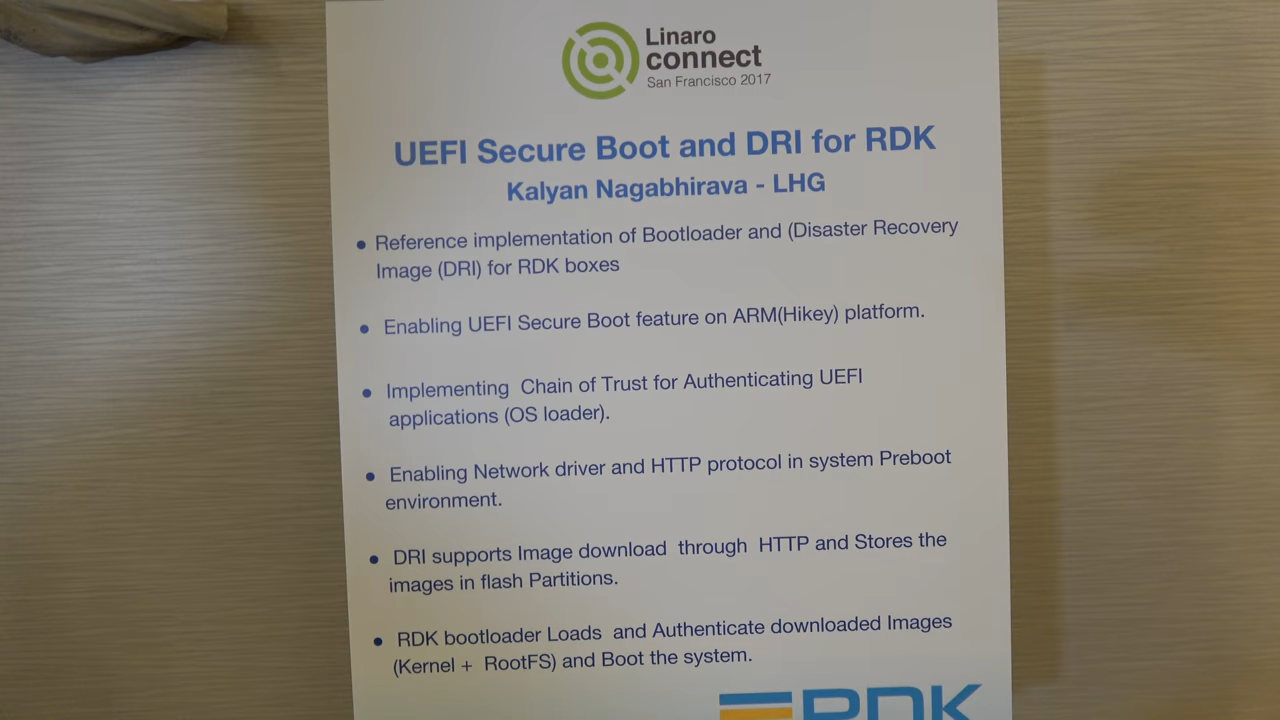 Linaro
connect
San Francisco 2017
UEFI Secure Boot and DRI for RDK
Kalyan Nagabhirava - LHG
• Reference implementation of Bootloader and (Disaster Recovery
Image (DRI) for RDK boxes
• Enabling UEFI Secure Boot feature on ARM(Hikey) platform.
• Implementing Chain of Trust for Authenticating UEFI
applications (OS loader).
• Enabling Network driver and HTTP protocol in system Preboot
environment.
• DRI supports Image download through HTTP and Stores the
images in flash Partitions.
• RDK bootloader Loads and Authenticate downloaded Images
(Kernel + RootFS) and Boot the system.
RDK